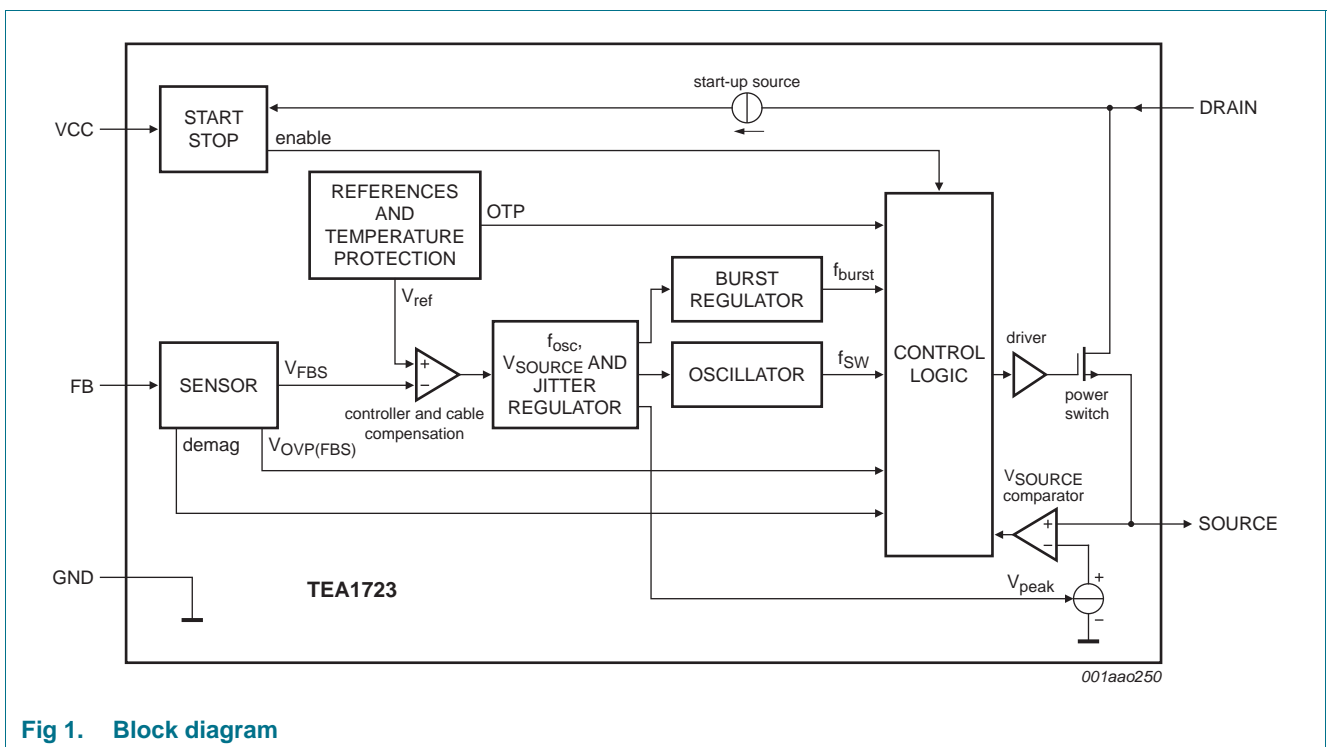 start-up source
DRAIN
START
STOP
VCC
enable
REFERENCES
AND
TEMPERATURE
PROTECTION
OTP
Vref
BURST
REGULATOR
fburst
fosc,
VSOURCE AND
JITTER
REGULATOR
OSCILLATOR
fSW
CONTROL
LOGIC
driver
power
switch
FB
SENSOR
VFBS
+
−
controller and cable
compensation
demag
VOVP(FBS)
VSOURCE
comparator
+
−
SOURCE
GND
TEA1723
Vpeak
+
−
001aao250
Fig 1. Block diagram